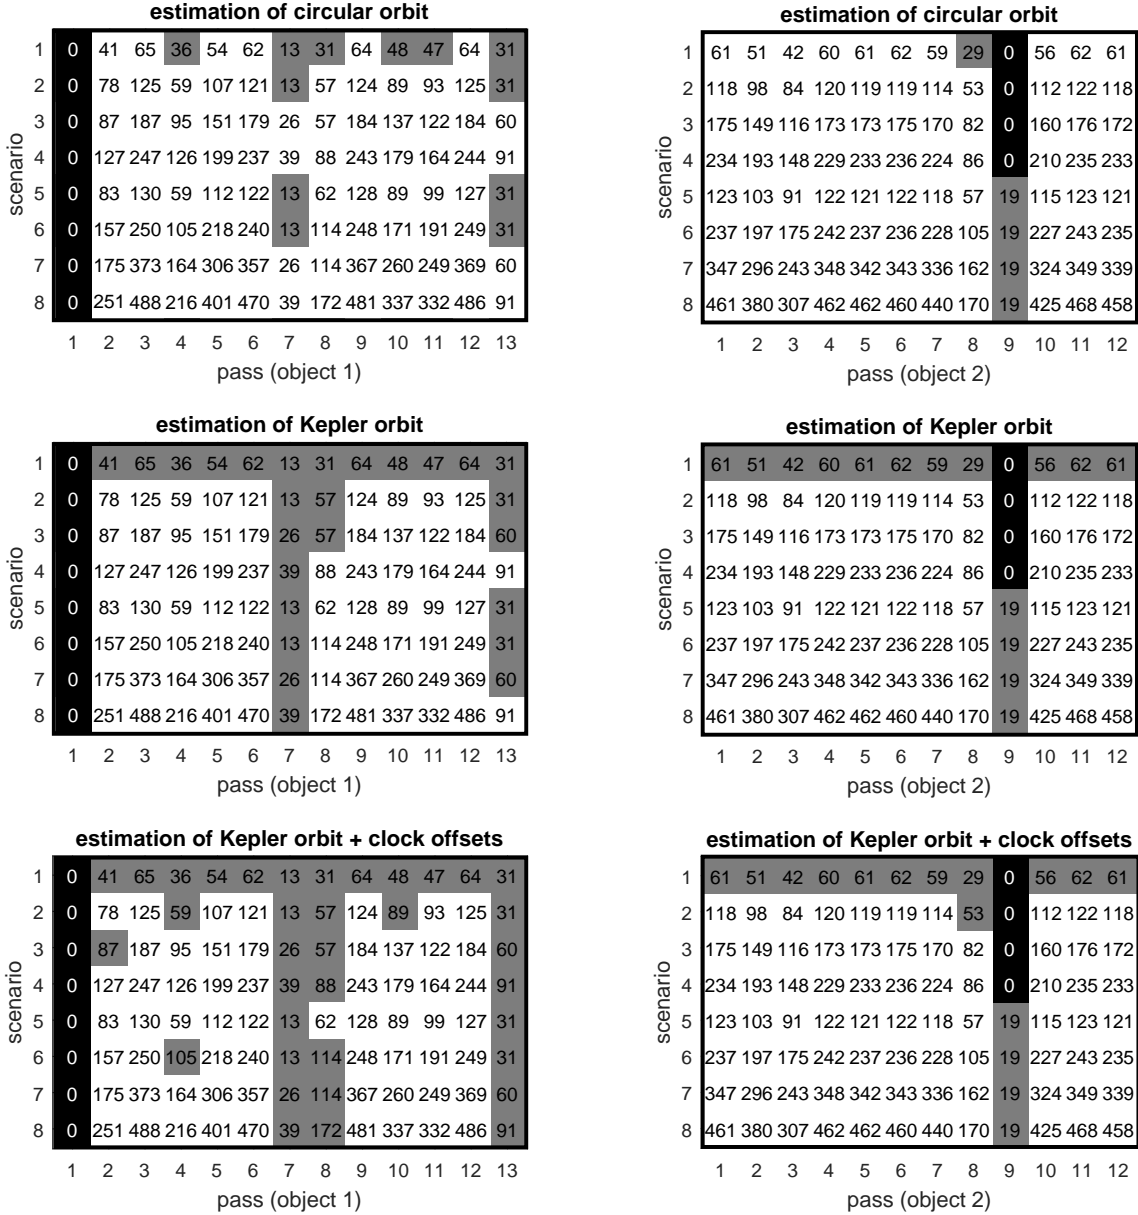 estimation of circular orbit
scenario
1 0 41 65 36 54 62 13 31 64 48 47 64 31
2 0 78 125 59 107 121 13 57 124 89 93 125 31
3 0 87 187 95 151 179 26 57 184 137 122 184 60
4 0 127 247 126 199 237 39 88 243 179 164 244 91
5 0 83 130 59 112 122 13 62 128 89 99 127 31
6 0 157 250 105 218 240 13 114 248 171 191 249 31
7 0 175 373 164 306 357 26 114 367 260 249 369 60
8 0 251 488 216 401 470 39 172 481 337 332 486 91
1 2 3 4 5 6 7 8 9 10 11 12 13
pass (object 1)
estimation of circular orbit
scenario
1 61 51 42 60 61 62 59 29 0 56 62 61
2 118 98 84 120 119 119 114 53 0 112 122 118
3 175 149 116 173 173 175 170 82 0 160 176 172
4 234 193 148 229 233 236 224 86 0 210 235 233
5 123 103 91 122 121 122 118 57 19 115 123 121
6 237 197 175 242 237 236 228 105 19 227 243 235
7 347 296 243 348 342 343 336 162 19 324 349 339
8 461 380 307 462 462 460 440 170 19 425 468 458
1 2 3 4 5 6 7 8 9 10 11 12
pass (object 2)
estimation of Kepler orbit
scenario
1 0 41 65 36 54 62 13 31 64 48 47 64 31
2 0 78 125 59 107 121 13 57 124 89 93 125 31
3 0 87 187 95 151 179 26 57 184 137 122 184 60
4 0 127 247 126 199 237 39 88 243 179 164 244 91
5 0 83 130 59 112 122 13 62 128 89 99 127 31
6 0 157 250 105 218 240 13 114 248 171 191 249 31
7 0 175 373 164 306 357 26 114 367 260 249 369 60
8 0 251 488 216 401 470 39 172 481 337 332 486 91
1 2 3 4 5 6 7 8 9 10 11 12 13
pass (object 1)
estimation of Kepler orbit
scenario
1 61 51 42 60 61 62 59 29 0 56 62 61
2 118 98 84 120 119 119 114 53 0 112 122 118
3 175 149 116 173 173 175 170 82 0 160 176 172
4 234 193 148 229 233 236 224 86 0 210 235 233
5 123 103 91 122 121 122 118 57 19 115 123 121
6 237 197 175 242 237 236 228 105 19 227 243 235
7 347 296 243 348 342 343 336 162 19 324 349 339
8 461 380 307 462 462 460 440 170 19 425 468 458
1 2 3 4 5 6 7 8 9 10 11 12
pass (object 2)
estimation of Kepler orbit + clock offsets
scenario
1 0 41 65 36 54 62 13 31 64 48 47 64 31
2 0 78 125 59 107 121 13 57 124 89 93 125 31
3 0 87 187 95 151 179 26 57 184 137 122 184 60
4 0 127 247 126 199 237 39 88 243 179 164 244 91
5 0 83 130 59 112 122 13 62 128 89 99 127 31
6 0 157 250 105 218 240 13 114 248 171 191 249 31
7 0 175 373 164 306 357 26 114 367 260 249 369 60
8 0 251 488 216 401 470 39 172 481 337 332 486 91
1 2 3 4 5 6 7 8 9 10 11 12 13
pass (object 1)
estimation of Kepler orbit + clock offsets
scenario
1 61 51 42 60 61 62 59 29 0 56 62 61
2 118 98 84 120 119 119 114 53 0 112 122 118
3 175 149 116 173 173 175 170 82 0 160 176 172
4 234 193 148 229 233 236 224 86 0 210 235 233
5 123 103 91 122 121 122 118 57 19 115 123 121
6 237 197 175 242 237 236 228 105 19 227 243 235
7 347 296 243 348 342 343 336 162 19 324 349 339
8 461 380 307 462 462 460 440 170 19 425 468 458
1 2 3 4 5 6 7 8 9 10 11 12
pass (object 2)